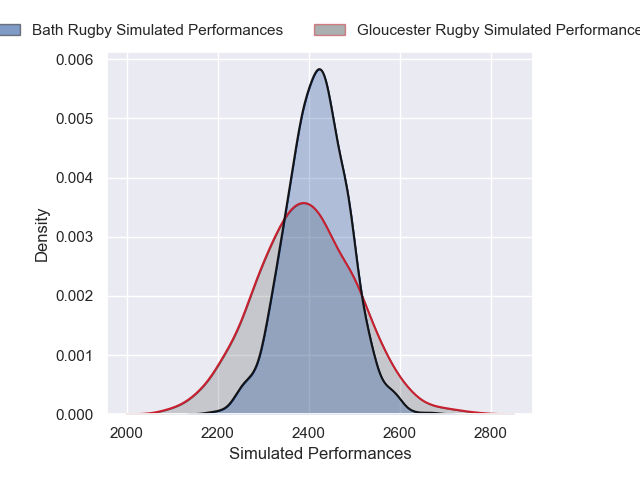 Bath Rugby Simulated Performances Gloucester Rugby Simulated Performance
0.006
0.005
0.004
0.003
0.002
0.001
0.000
Density
2000 2200 2400 2600 2800
Simulated Performances